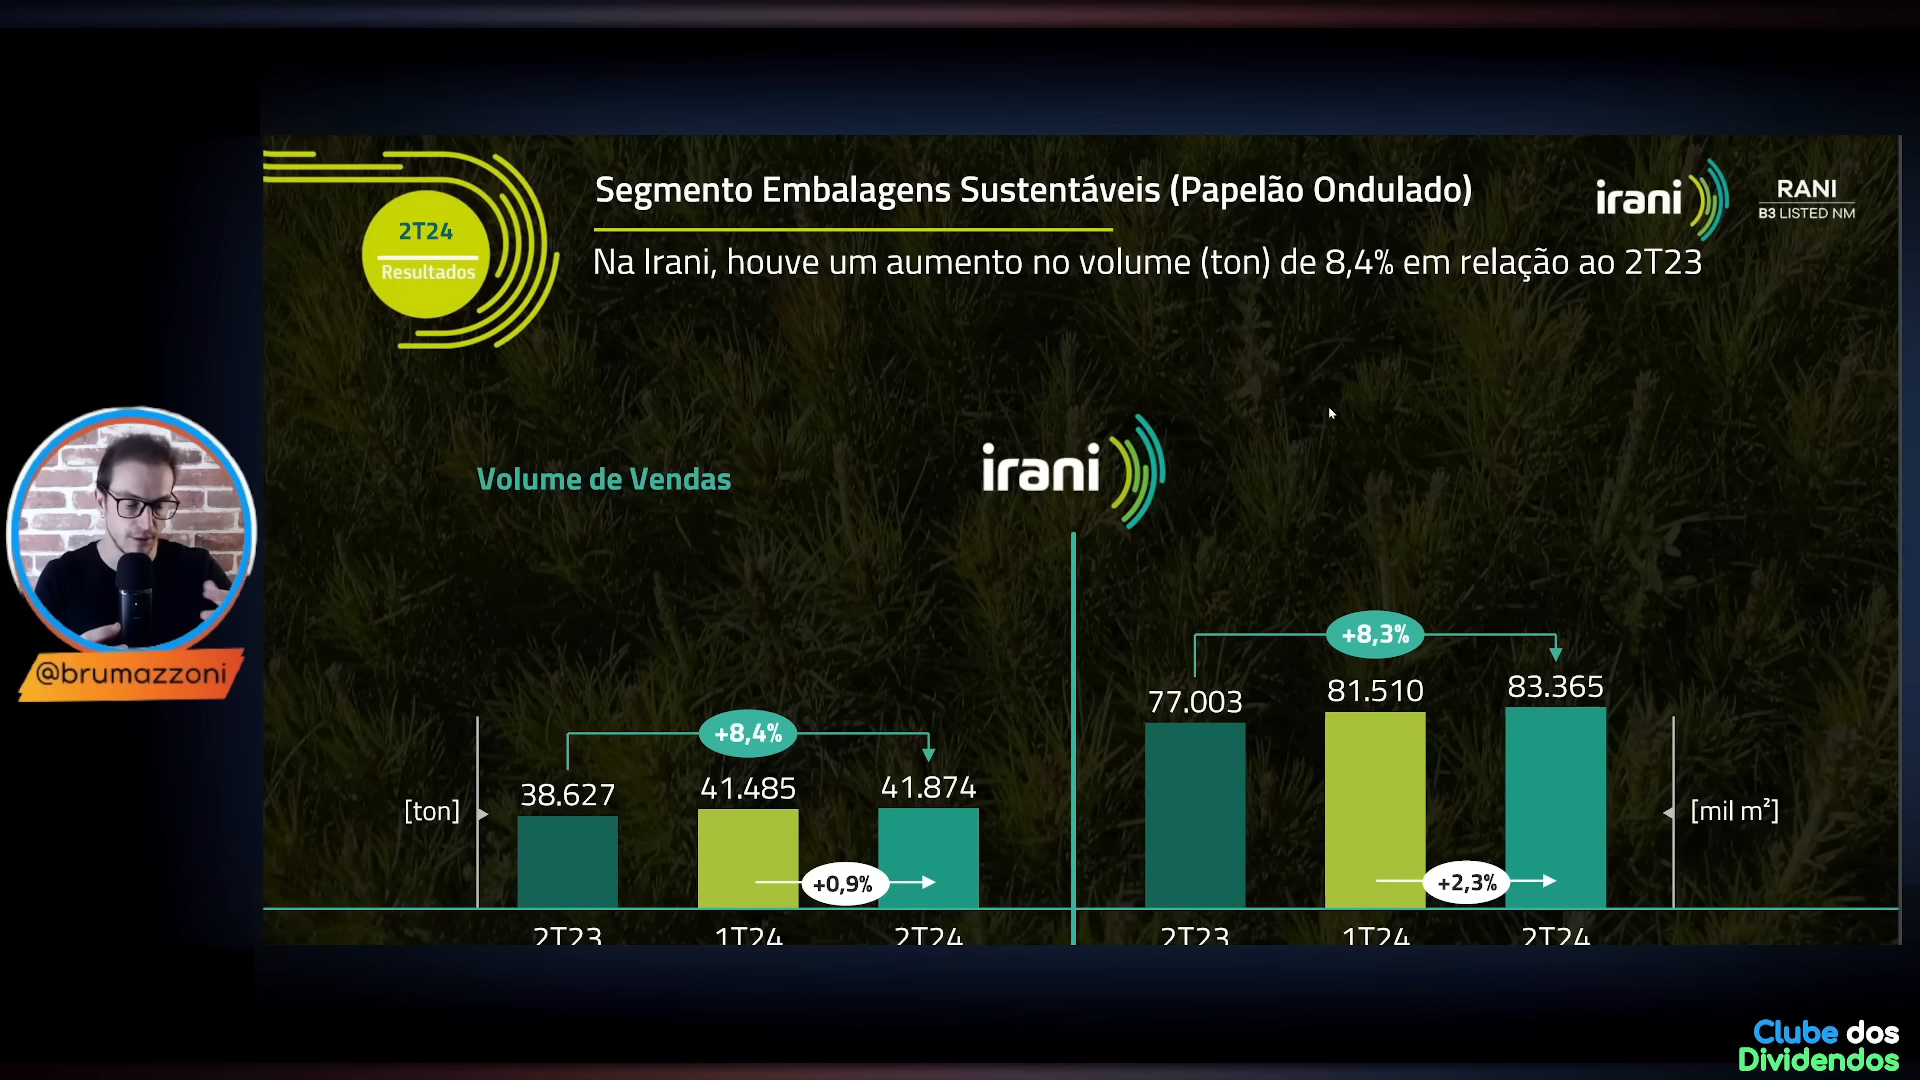 2T24
Resultados
Segmento Embalagens Sustentáveis (Papelão Ondulado)
Na Irani, houve um aumento no volume (ton) de 8,4% em relação ao 2T23
irani
RANI
B3 LISTED NM
Volume de Vendas
irani
+8,4%
38.627
41.485
41.874
[ton]
+0,9%
2T23
1T24
2T24
+8,3%
77.003
81.510
83.365
[mil m²]
+2,3%
2T23
1T24
2T24
@brumazzoni
Clube dos
Dividendos